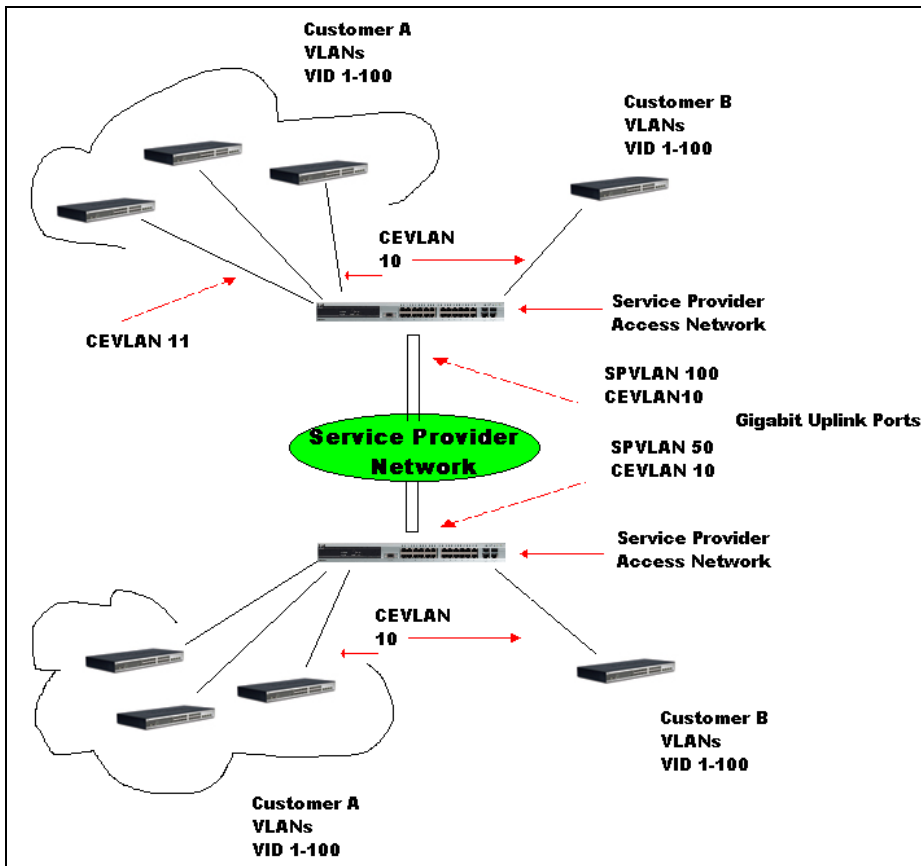 Customer A
VLANs
VID 1-100
Customer B
VLANs
VID 1-100
CEVLAN
10
Service Provider
Access Network
CEVLAN 11
SPVLAN 100
CEVLAN10
Gigabit Uplink Ports
Service Provider
Network
SPVLAN 50
CEVLAN 10
Service Provider
Access Network
CEVLAN
10
Customer B
VLANs
VID 1-100
Customer A
VLANs
VID 1-100